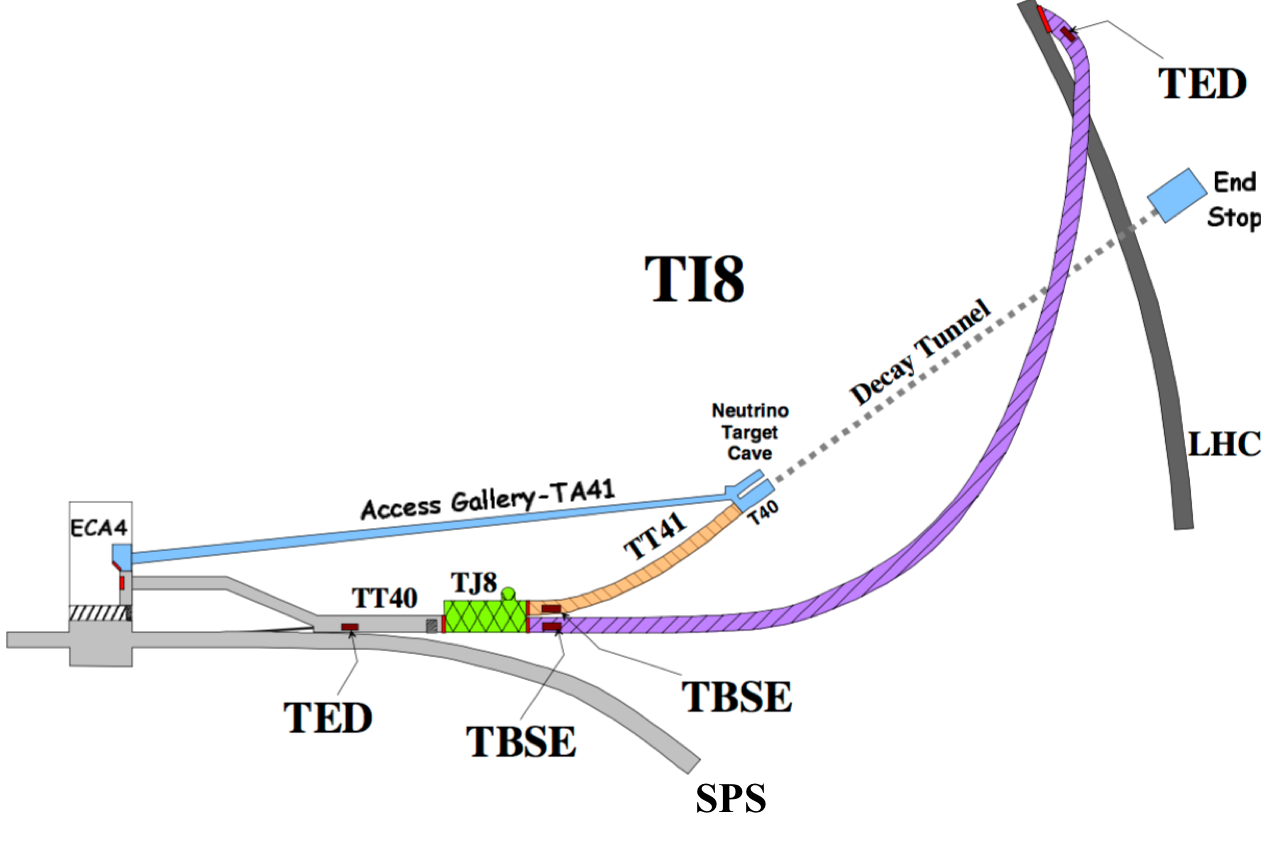 TED
End
Stop
TI8
Decay Tunnel
Neutrino
Target
Cave
LHC
Access Gallery-TA41
ECA4
T40
TT41
TJ8
TT40
TBSE
TED
TBSE
SPS